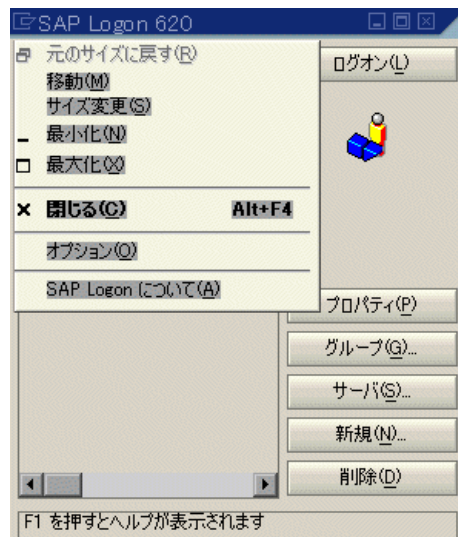 SAP Logon 620
元のサイズに戻す(R)
移動(M)
サイズ変更(S)
最小化(N)
最大化(X)
閉じる(C) Alt+F4
オプション(O)
SAP Logon について(A)
ログオン(L)
プロパティ(P)
グループ(G)...
サーバ(S)...
新規(N)...
削除(D)
F1 を押すとヘルプが表示されます